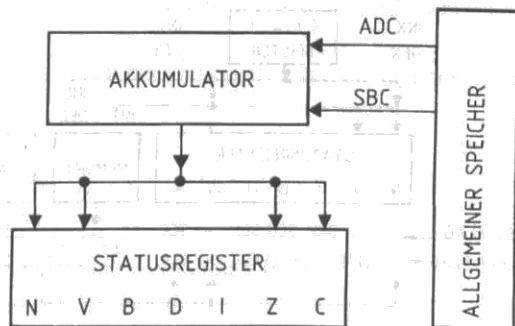 ADC
AKKUMULATOR
SBC
ALLGEMEINER SPEICHER
STATUSREGISTER
N V B D I Z C